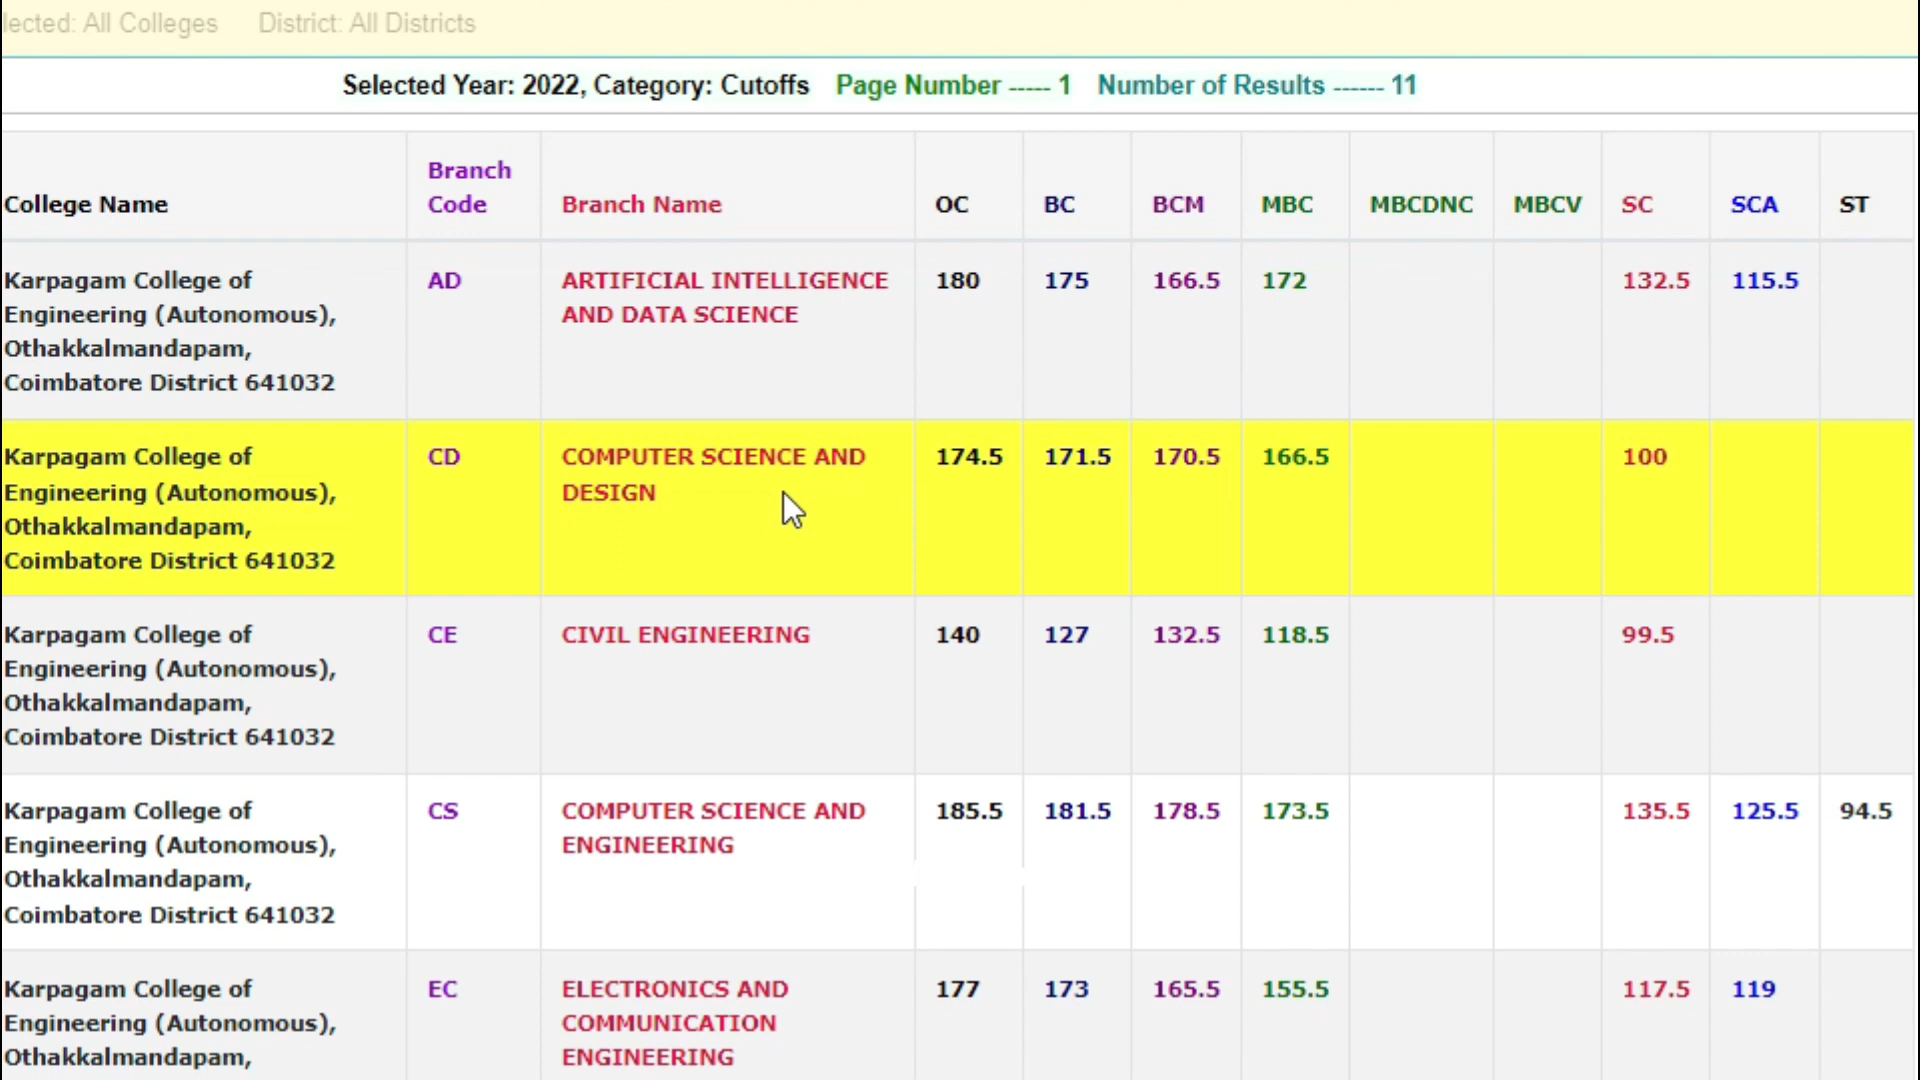 lected: All Colleges District: All Districts
Selected Year: 2022, Category: Cutoffs Page Number ----- 1 Number of Results ------ 11
College Name Branch Code Branch Name OC BC BCM MBC MBCDNC MBCV SC SCA ST
Karpagam College of AD ARTIFICIAL INTELLIGENCE 180 175 166.5 172 132.5 115.5
Engineering (Autonomous), AND DATA SCIENCE
Othakkalmandapam,
Coimbatore District 641032
Karpagam College of CD COMPUTER SCIENCE AND 174.5 171.5 170.5 166.5 100
Engineering (Autonomous), DESIGN
Othakkalmandapam,
Coimbatore District 641032
Karpagam College of CE CIVIL ENGINEERING 140 127 132.5 118.5 99.5
Engineering (Autonomous),
Othakkalmandapam,
Coimbatore District 641032
Karpagam College of CS COMPUTER SCIENCE AND 185.5 181.5 178.5 173.5 135.5 125.5 94.5
Engineering (Autonomous), ENGINEERING
Othakkalmandapam,
Coimbatore District 641032
Karpagam College of EC ELECTRONICS AND 177 173 165.5 155.5 117.5 119
Engineering (Autonomous), COMMUNICATION
Othakkalmandapam, ENGINEERING